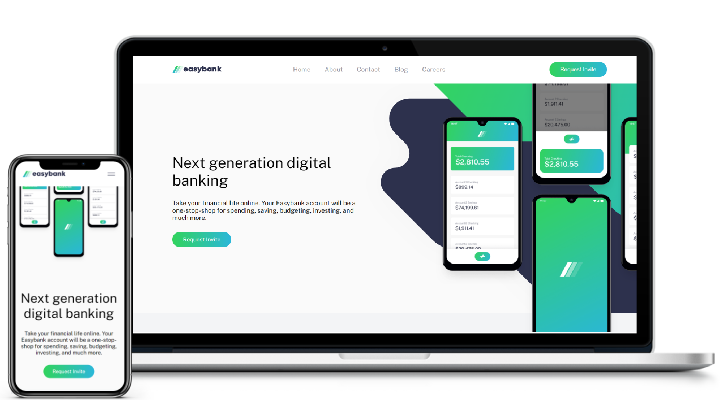 easybank
Home About Contact Blog Careers
Request Invite
Next generation digital
banking
Take your financial life online. Your Easybank account will be a
one-stop-shop for spending, saving, budgeting, investing, and
much more.
Request Invite
$2,810.55
$1,911.41
$2,810.55
easybank
Next generation
digital banking
Take your financial life online. Your
Easybank account will be a one-stop-
shop for spending, saving, budgeting,
investing, and much more.
Request Invite